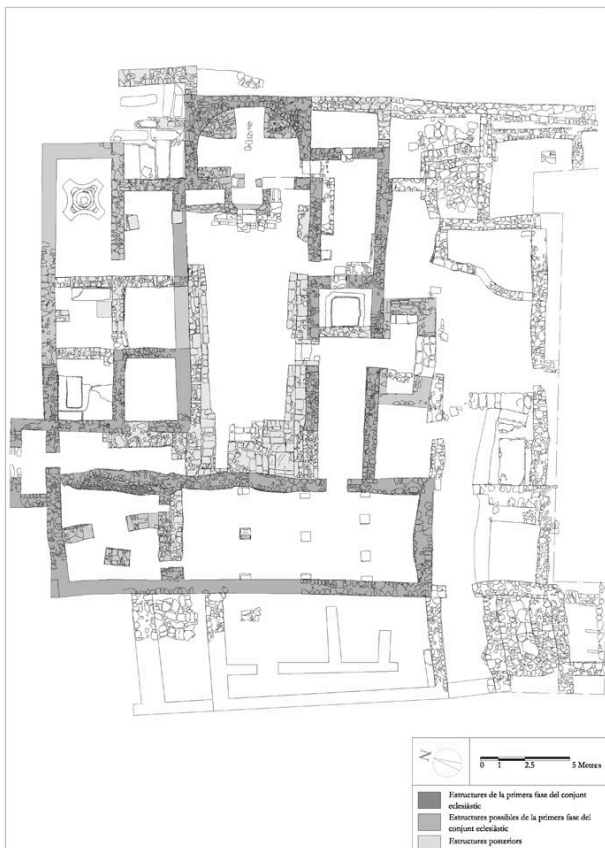 N
0 1 2.5 5 Metres
Estructures de la primera fase del conjunt
eclesiàstic
Estructures possibles de la primera fase del
conjunt eclesiàstic
Estructures posteriors